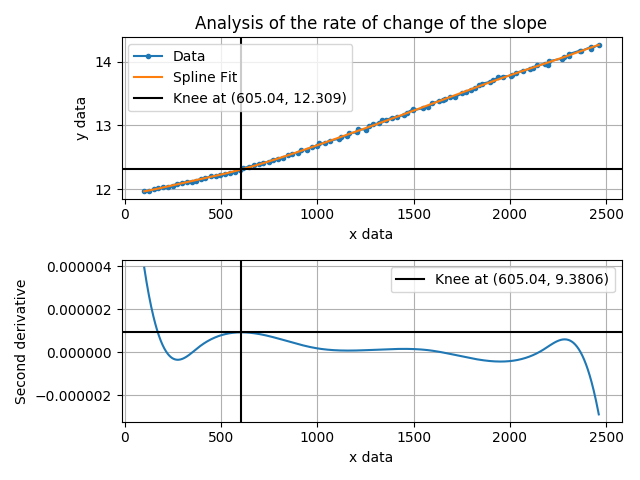 Analysis of the rate of change of the slope
Data
Spline Fit
Knee at (605.04, 12.309)
14
13
12
y data
0 500 1000 1500 2000 2500
x data
Knee at (605.04, 9.3806)
0.000004
0.000002
0.000000
−0.000002
Second derivative
0 500 1000 1500 2000 2500
x data